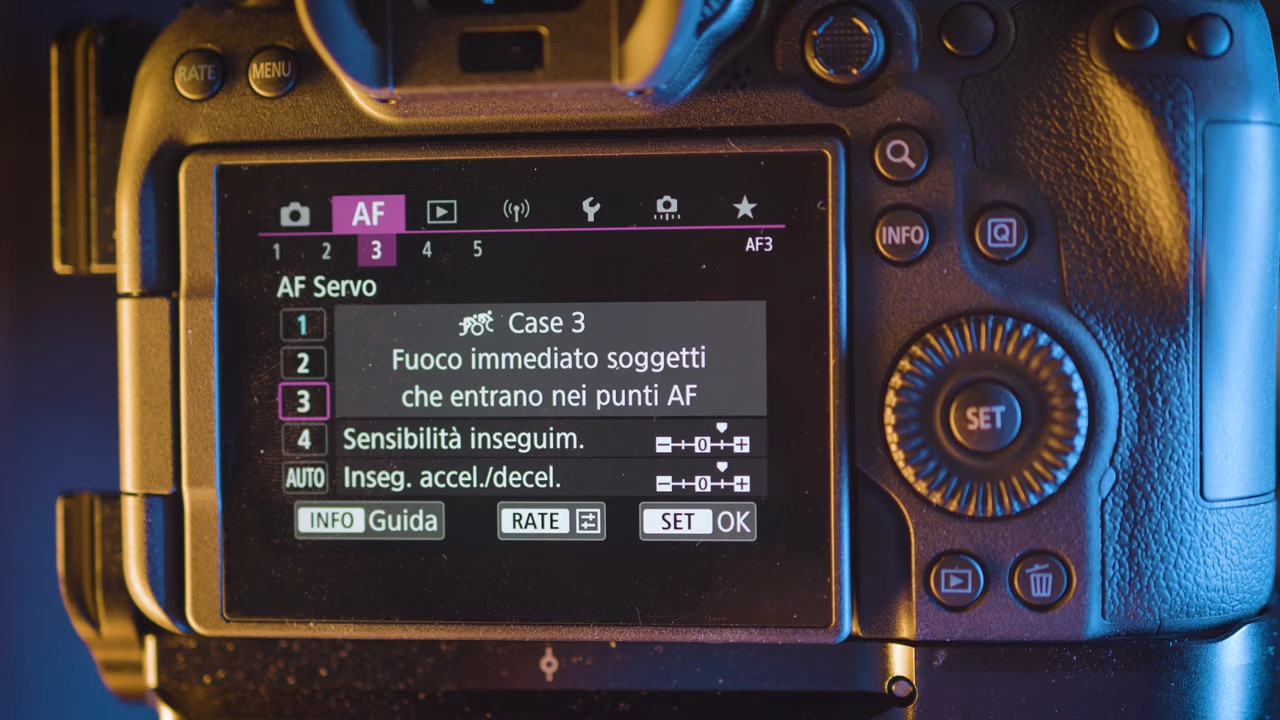 RATE
MENU
AF
1 2 3 4 5
AF3
AF Servo
1
Case 3
2
Fuoco immediato soggetti
3
che entrano nei punti AF
4
Sensibilità inseguim.
- 0 +
AUTO
Inseg. accel./decel.
- 0 +
INFO Guida
RATE
SET OK
INFO
Q
SET